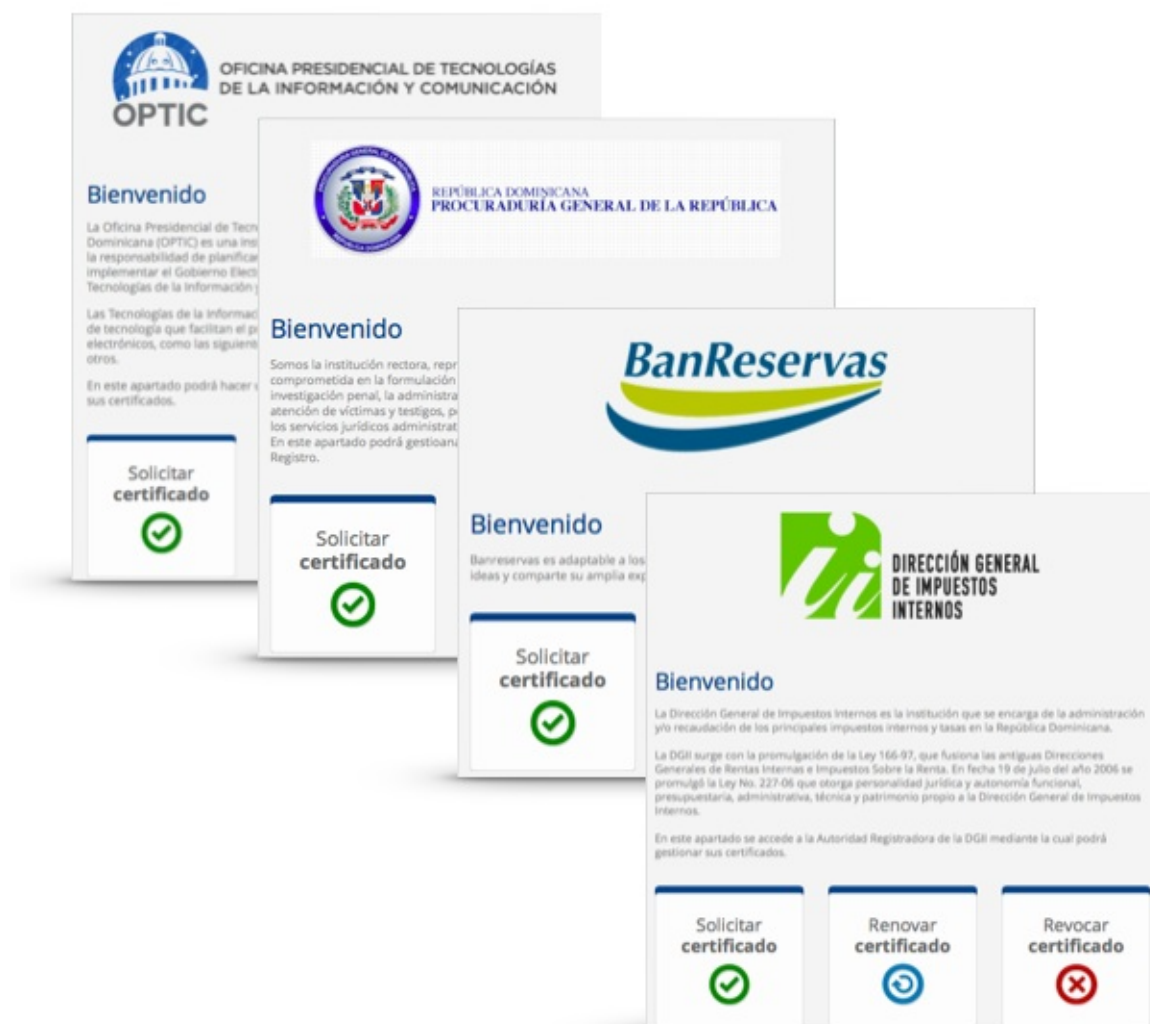 OPTIC
OFICINA PRESIDENCIAL DE TECNOLOGÍAS
DE LA INFORMACIÓN Y COMUNICACIÓN
Bienvenido
La Oficina Presidencial de Tecn
Dominicana (OPTIC) es una ins
la responsabilidad de planificar
implementar el Gobierno Elect
Tecnologías de la Información y
Las Tecnologías de la Informac
de tecnología que facilitan el p
electrónicos, como las siguient
otros.
En este apartado podrá hacer
sus certificados.
Solicitar
certificado
PROCURADURÍA GENERAL DE LA REPÚBLICA
REPÚBLICA DOMINICANA
REPÚBLICA DOMINICANA
PROCURADURÍA GENERAL DE LA REPÚBLICA
Bienvenido
Somos la institución rectora, repr
comprometida en la formulación
investigación penal, la administra
atención de víctimas y testigos, p
los servicios jurídicos administrat
En este apartado podrá gestioana
Registro.
Solicitar
certificado
BanReservas
Bienvenido
Banreservas es adaptable a los
ideas y comparte su amplia exp
Solicitar
certificado
DIRECCIÓN GENERAL
DE IMPUESTOS
INTERNOS
Bienvenido
La Dirección General de Impuestos Internos es la institución que se encarga de la administración
y/o recaudación de los principales impuestos internos y tasas en la República Dominicana.
La DGII surge con la promulgación de la Ley 166-97, que fusiona las antiguas Direcciones
Generales de Rentas Internas e Impuestos Sobre la Renta. En fecha 19 de julio del año 2006 se
promulgó la Ley No. 227-06 que otorga personalidad jurídica y autonomía funcional,
presupuestaria, administrativa, técnica y patrimonio propio a la Dirección General de Impuestos
Internos.
En este apartado se accede a la Autoridad Registradora de la DGII mediante la cual podrá
gestionar sus certificados.
Solicitar
certificado
Renovar
certificado
Revocar
certificado